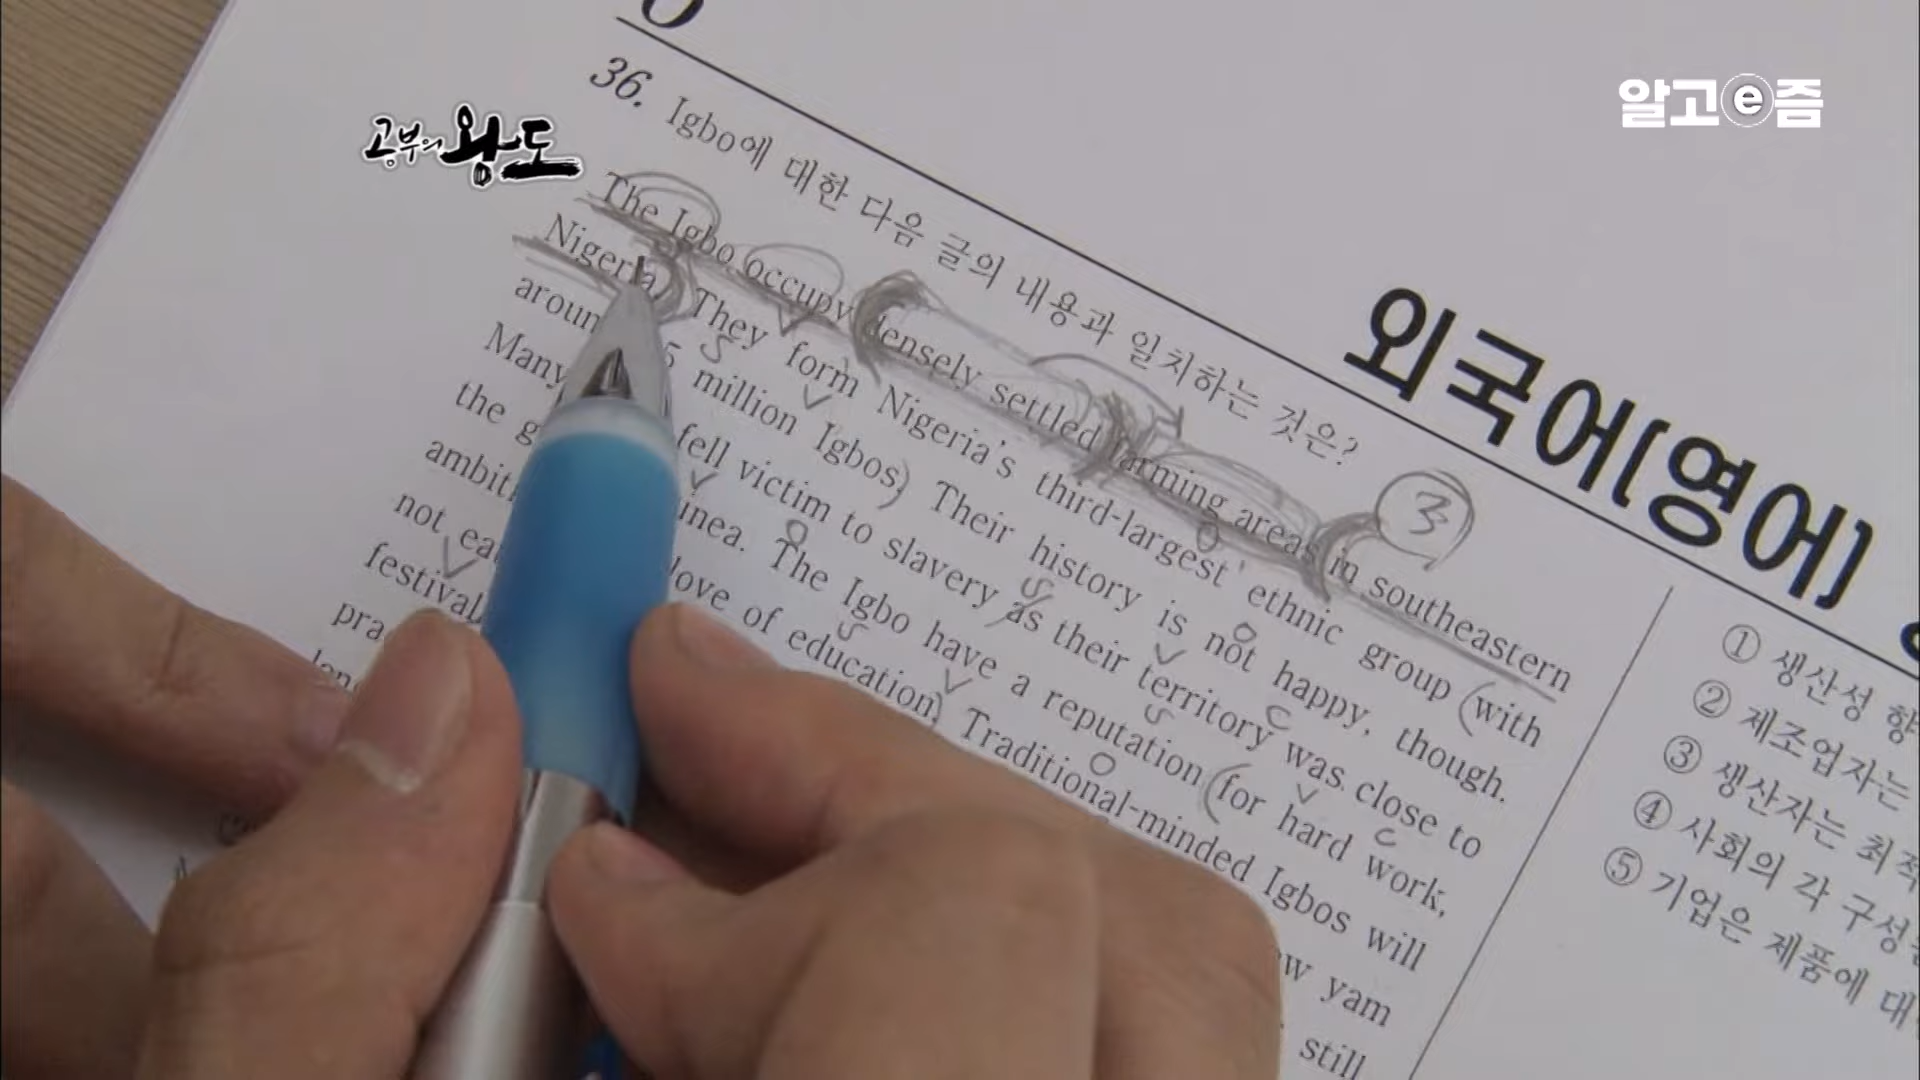 알고e즘
공부의 왕도
외국어(영어)
36. Igbo에 대한 다음 글의 내용과 일치하는 것은?
③
The Igbo occupy densely settled farming areas in southeastern
Nigeria. They form Nigeria's third-largest ethnic group (with
5 million Igbos) Their history is not happy, though.
Many fell victim to slavery as their territory was close to
the inea. The Igbo have a reputation (for hard work,
love of education) Traditional-minded Igbos will
not eat yam
festival still
① 생산성 향
② 제조업자는
③ 생산자는 최적
④ 사회의 각 구성
⑤ 기업은 제품에 대